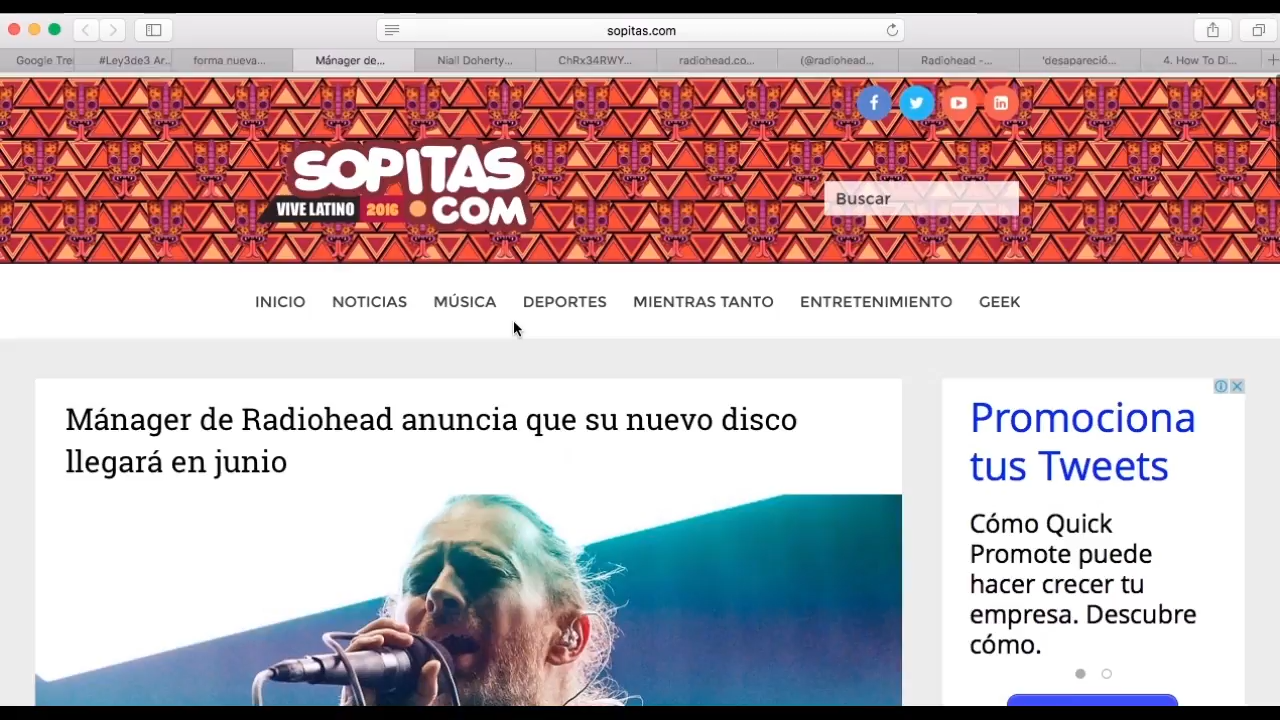 sopitas.com
Google Tre
#Ley3de3 Ar...
forma nueva...
Mánager de...
Niall Doherty...
ChRx34RWY...
radiohead.co...
(@radiohead...
Radiohead -...
'desapareció...
4. How To Di...
SOPITAS
VIVE LATINO 2016
.COM
Buscar
INICIO NOTICIAS MÚSICA DEPORTES MIENTRAS TANTO ENTRETENIMIENTO GEEK
Mánager de Radiohead anuncia que su nuevo disco
llegará en junio
Promociona
tus Tweets
Cómo Quick
Promote puede
hacer crecer tu
empresa. Descubre
cómo.